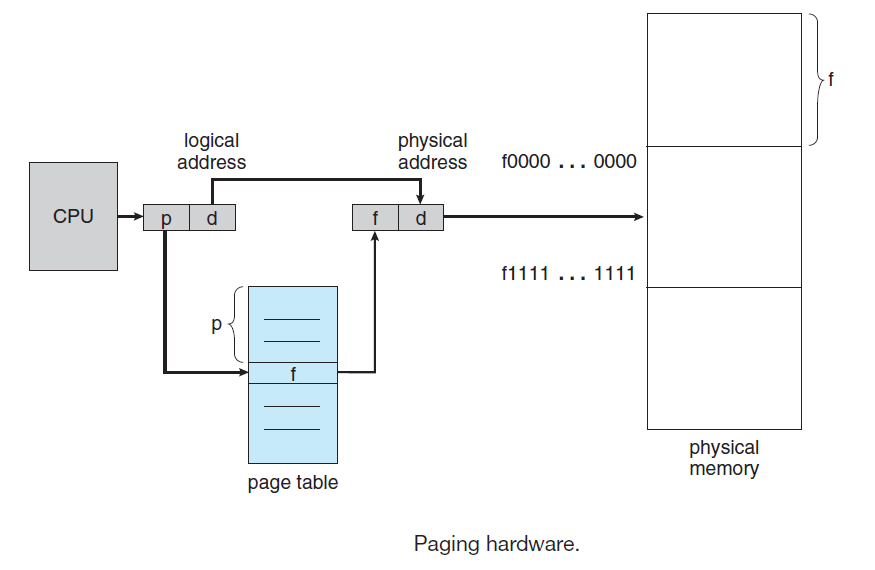 CPU
logical
address
p
d
physical
address
f
d
p
f
page table
f0000 ... 0000
f1111 ... 1111
f
physical
memory
Paging hardware.